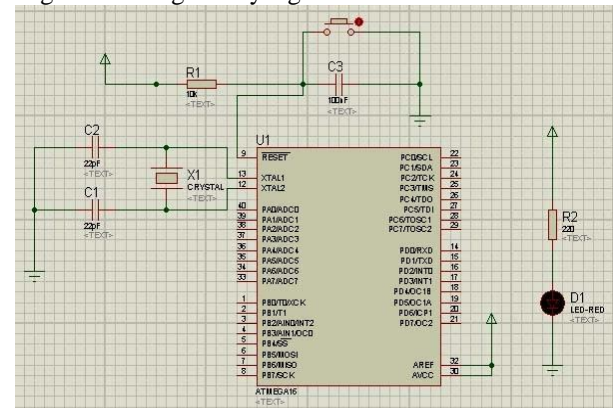 R1
10k
<TEXT>
C3
100uF
<TEXT>
C2
22pF
<TEXT>
X1
CRYSTAL
<TEXT>
C1
22pF
<TEXT>
U1
9 RESET
13 XTAL1
12 XTAL2
40 PA0/ADC0
39 PA1/ADC1
38 PA2/ADC2
37 PA3/ADC3
36 PA4/ADC4
35 PA5/ADC5
34 PA6/ADC6
33 PA7/ADC7
1 PB0/T0/XCK
2 PB1/T1
3 PB2/AIN0/INT2
4 PB3/AIN1/OC0
5 PB4/SS
6 PB5/MOSI
7 PB6/MISO
8 PB7/SCK
PC0/SCL 22
PC1/SDA 23
PC2/TCK 24
PC3/TMS 25
PC4/TDO 26
PC5/TDI 27
PC6/TOSC1 28
PC7/TOSC2 29
PD0/RXD 14
PD1/TXD 15
PD2/INT0 16
PD3/INT1 17
PD4/OC1B 18
PD5/OC1A 19
PD6/ICP1 20
PD7/OC2 21
AREF 32
AVCC 30
ATMEGA16
<TEXT>
R2
220
<TEXT>
D1
LED-RED
<TEXT>